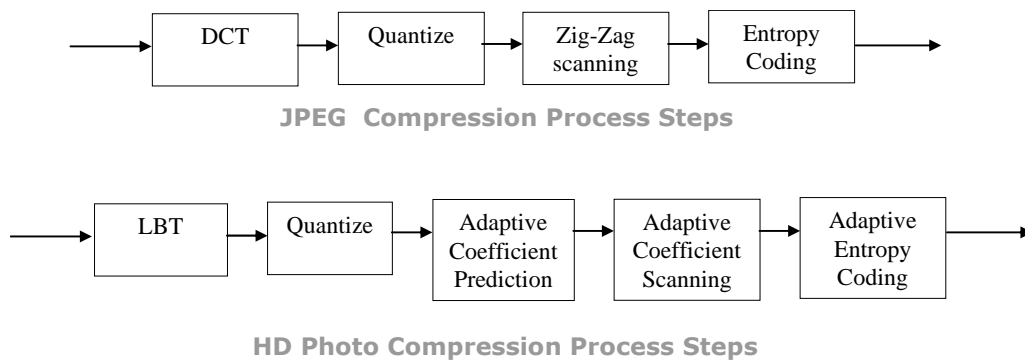 DCT
Quantize
Zig-Zag
scanning
Entropy
Coding
JPEG Compression Process Steps
LBT
Quantize
Adaptive
Coefficient
Prediction
Adaptive
Coefficient
Scanning
Adaptive
Entropy
Coding
HD Photo Compression Process Steps